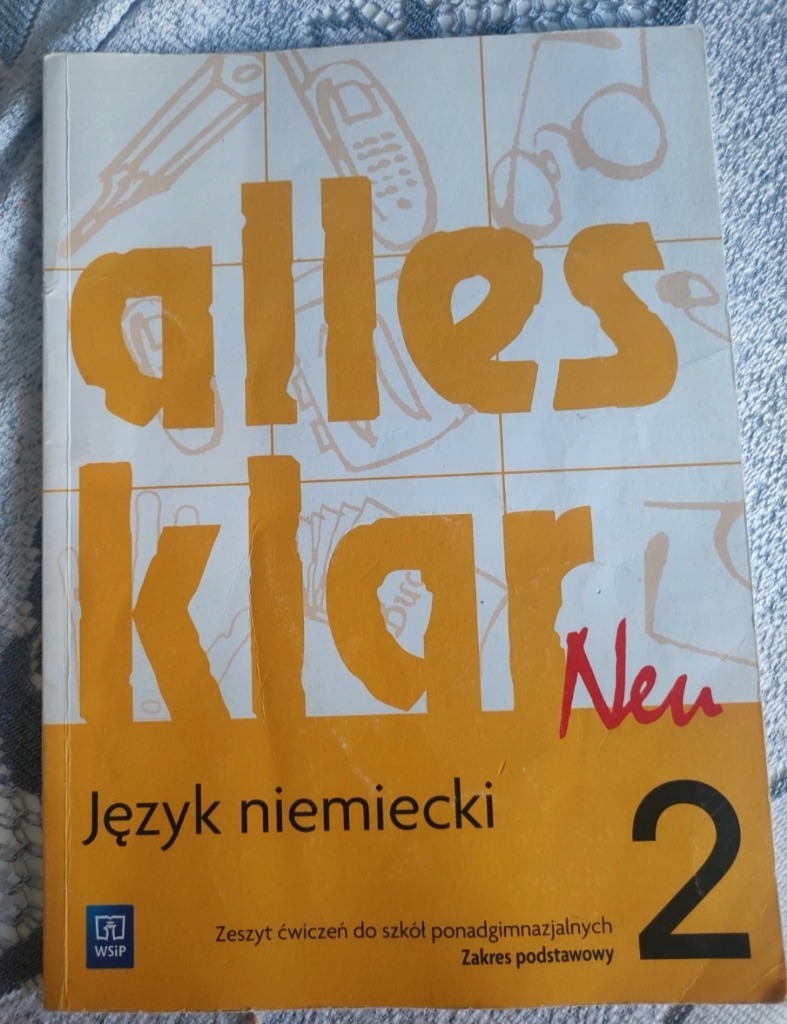 alles
klar
Neu
Język niemiecki
2
WSiP
Zeszyt ćwiczeń do szkół ponadgimnazjalnych
Zakres podstawowy